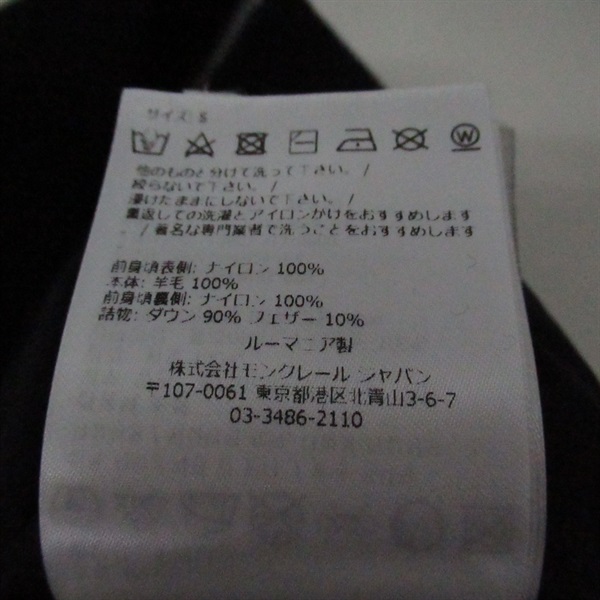 サイズ: S
他のものと分けて洗って下さい。/
絞らないで下さい。/
漬けたままにしないで下さい。/
裏返しての洗濯とアイロンがけをおすすめします
/ 著名な専門業者で洗うことをおすすめします
前身頃表側: ナイロン 100%
本体: 羊毛 100%
前身頃裏側: ナイロン 100%
詰物: ダウン 90% フェザー 10%
ルーマニア製
株式会社モンクレール ジャパン
〒107-0061 東京都港区北青山3-6-7
03-3486-2110